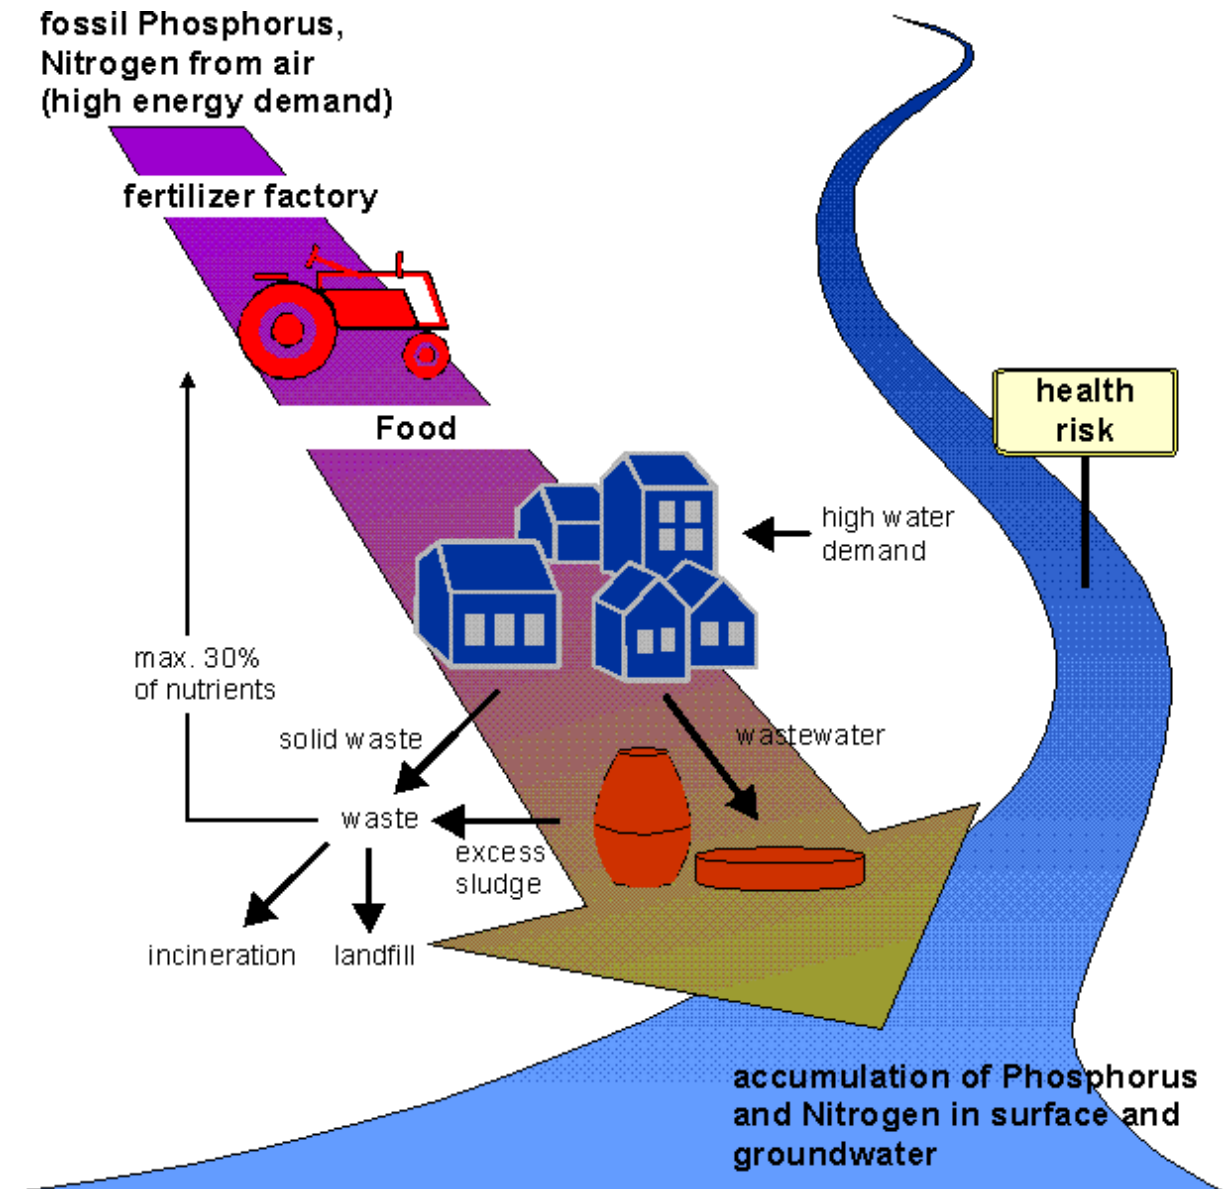 fossil Phosphorus,
Nitrogen from air
(high energy demand)
fertilizer factory
Food
health
risk
high water
demand
max. 30%
of nutrients
solid waste
wastewater
waste
excess
sludge
incineration
landfill
accumulation of Phosphorus
and Nitrogen in surface and
groundwater